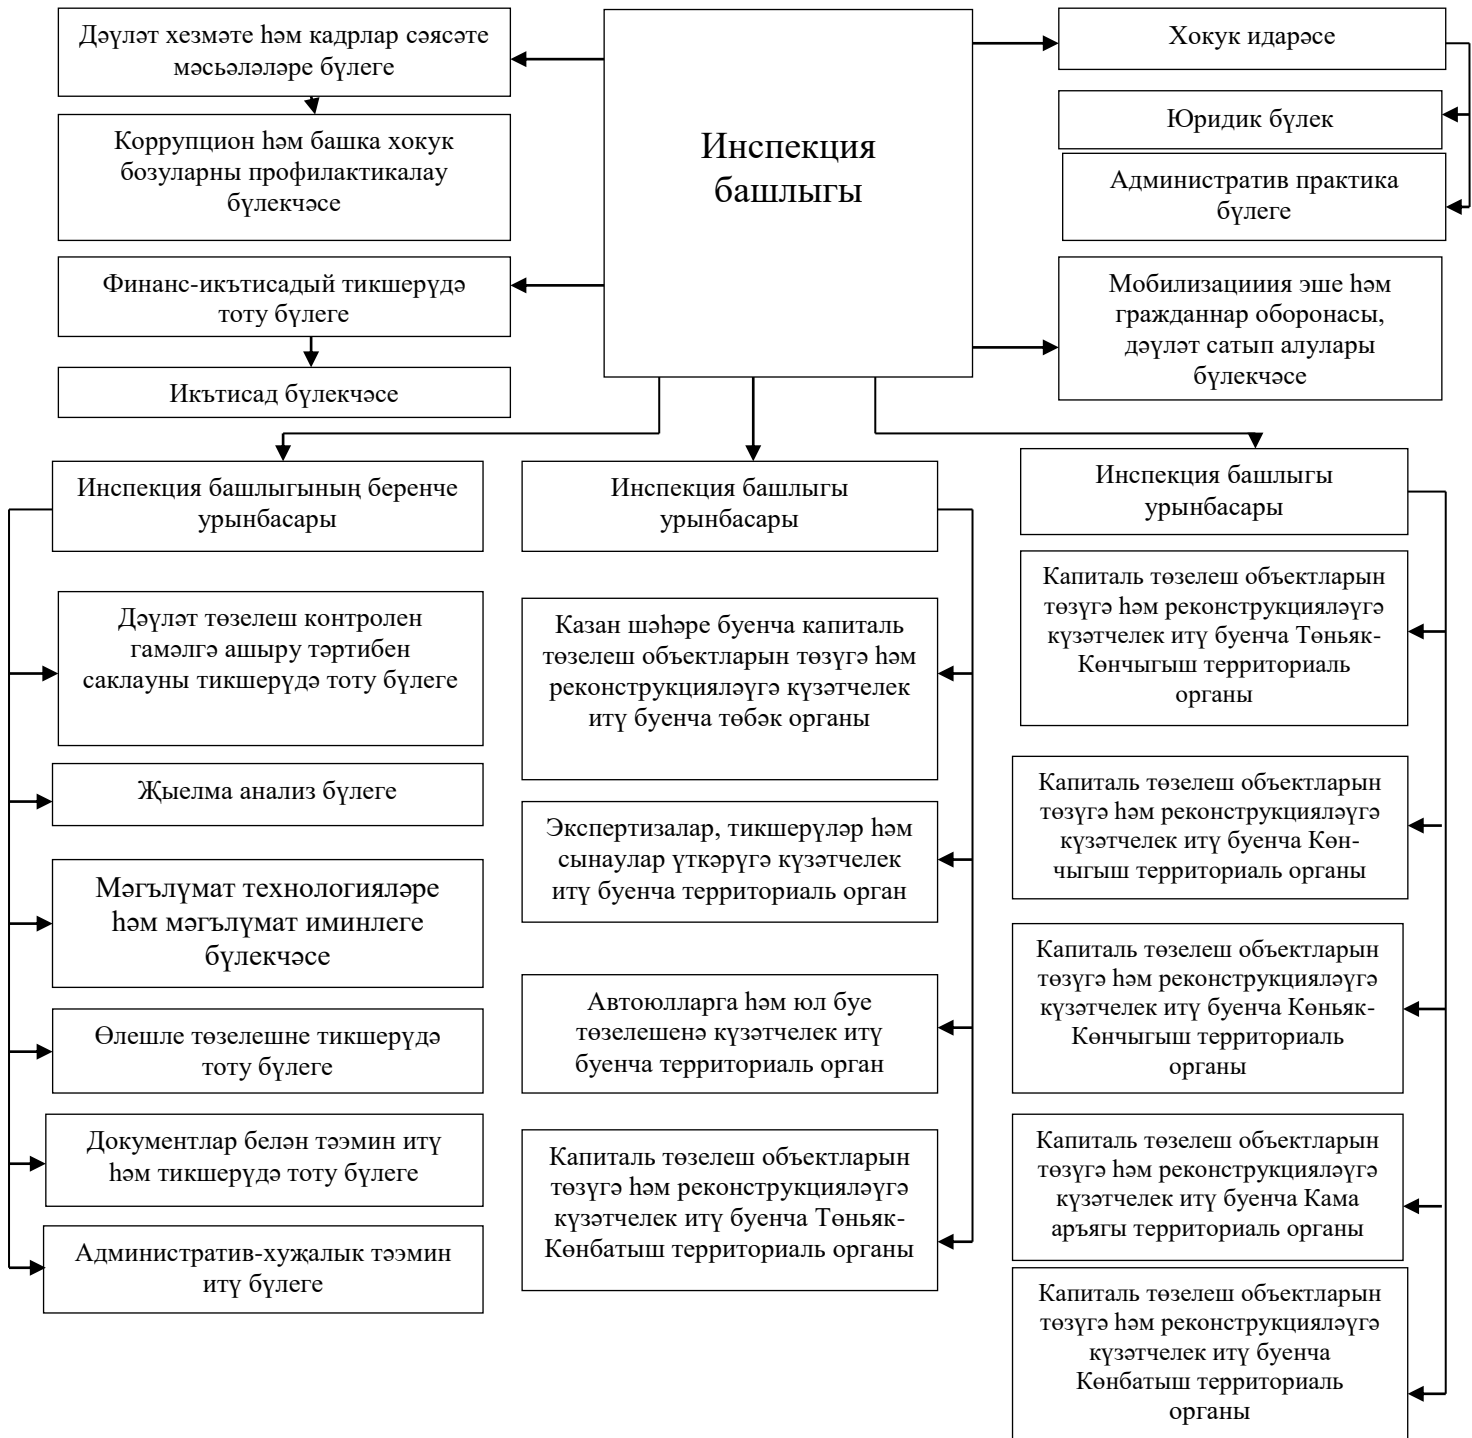 Дәүләт хезмәте һәм кадрлар сәясәте
мәсьәләләре бүлеге
Коррупцион һәм башка хокук
бозуларны профилактикалау
бүлекчәсе
Финанс-икътисадый тикшерүдә
тоту бүлеге
Икътисад бүлекчәсе
Инспекция
башлыгы
Хокук идарәсе
Юридик бүлек
Административ практика
бүлеге
Мобилизацииия эше һәм
гражданнар оборонасы,
дәүләт сатып алулары
бүлекчәсе
Инспекция башлыгының беренче
урынбасары
Дәүләт төзелеш контролен
гамәлгә ашыру тәртибен
саклауны тикшерүдә тоту бүлеге
Җыелма анализ бүлеге
Мәгълүмат технологияләре
һәм мәгълүмат иминлеге
бүлекчәсе
Өлешле төзелешне тикшерүдә
тоту бүлеге
Документлар белән тәэмин итү
һәм тикшерүдә тоту бүлеге
Административ-хуҗалык тәэмин
итү бүлеге
Инспекция башлыгы
урынбасары
Казан шәһәре буенча капиталь
төзелеш объектларын төзүгә һәм
реконструкцияләүгә күзәтчелек
итү буенча төбәк органы
Экспертизалар, тикшерүләр һәм
сынаулар үткәрүгә күзәтчелек
итү буенча территориаль орган
Автоюлларга һәм юл буе
төзелешенә күзәтчелек итү
буенча территориаль орган
Капиталь төзелеш объектларын
төзүгә һәм реконструкцияләүгә
күзәтчелек итү буенча Төньяк-
Көнбатыш территориаль органы
Инспекция башлыгы
урынбасары
Капиталь төзелеш объектларын
төзүгә һәм реконструкцияләүгә
күзәтчелек итү буенча Төньяк-
Көнчыгыш территориаль
органы
Капиталь төзелеш объектларын
төзүгә һәм реконструкцияләүгә
күзәтчелек итү буенча Көн-
чыгыш территориаль органы
Капиталь төзелеш объектларын
төзүгә һәм реконструкцияләүгә
күзәтчелек итү буенча Көньяк-
Көнчыгыш территориаль
органы
Капиталь төзелеш объектларын
төзүгә һәм реконструкцияләүгә
күзәтчелек итү буенча Кама
аръягы территориаль органы
Капиталь төзелеш объектларын
төзүгә һәм реконструкцияләүгә
күзәтчелек итү буенча
Көнбатыш территориаль
органы